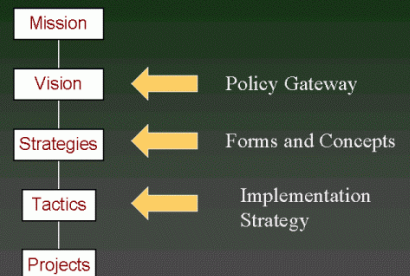 Mission
Vision
Policy Gateway
Strategies
Forms and Concepts
Tactics
Implementation
Strategy
Projects